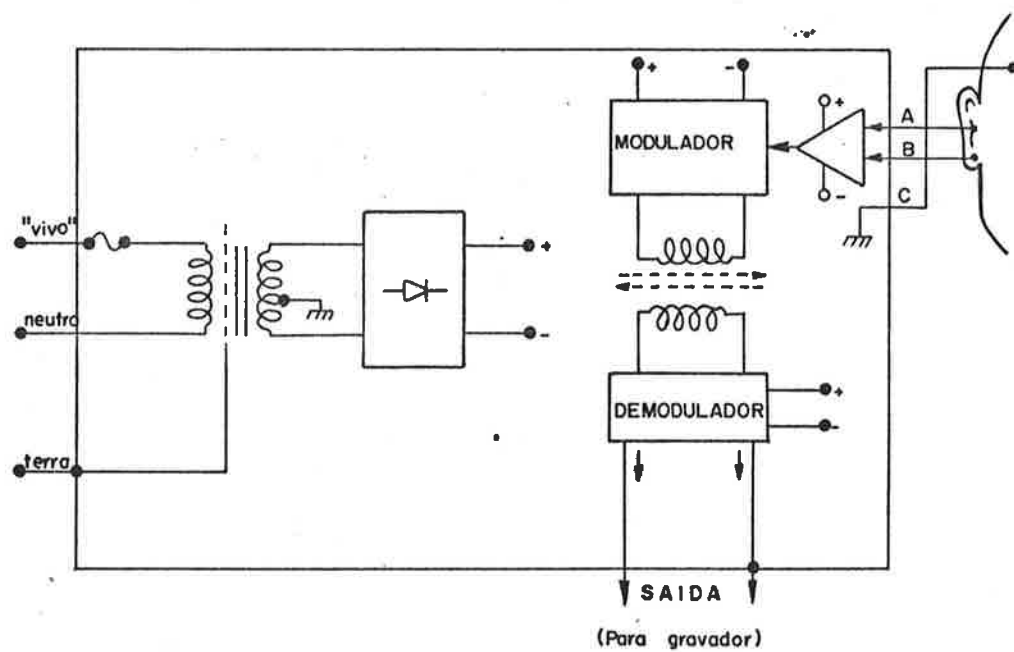 + -
MODULADOR
+
-
A
B
C
"vivo"
neutro
terra
+
-
DEMODULADOR
+
-
SAIDA
(Para gravador)